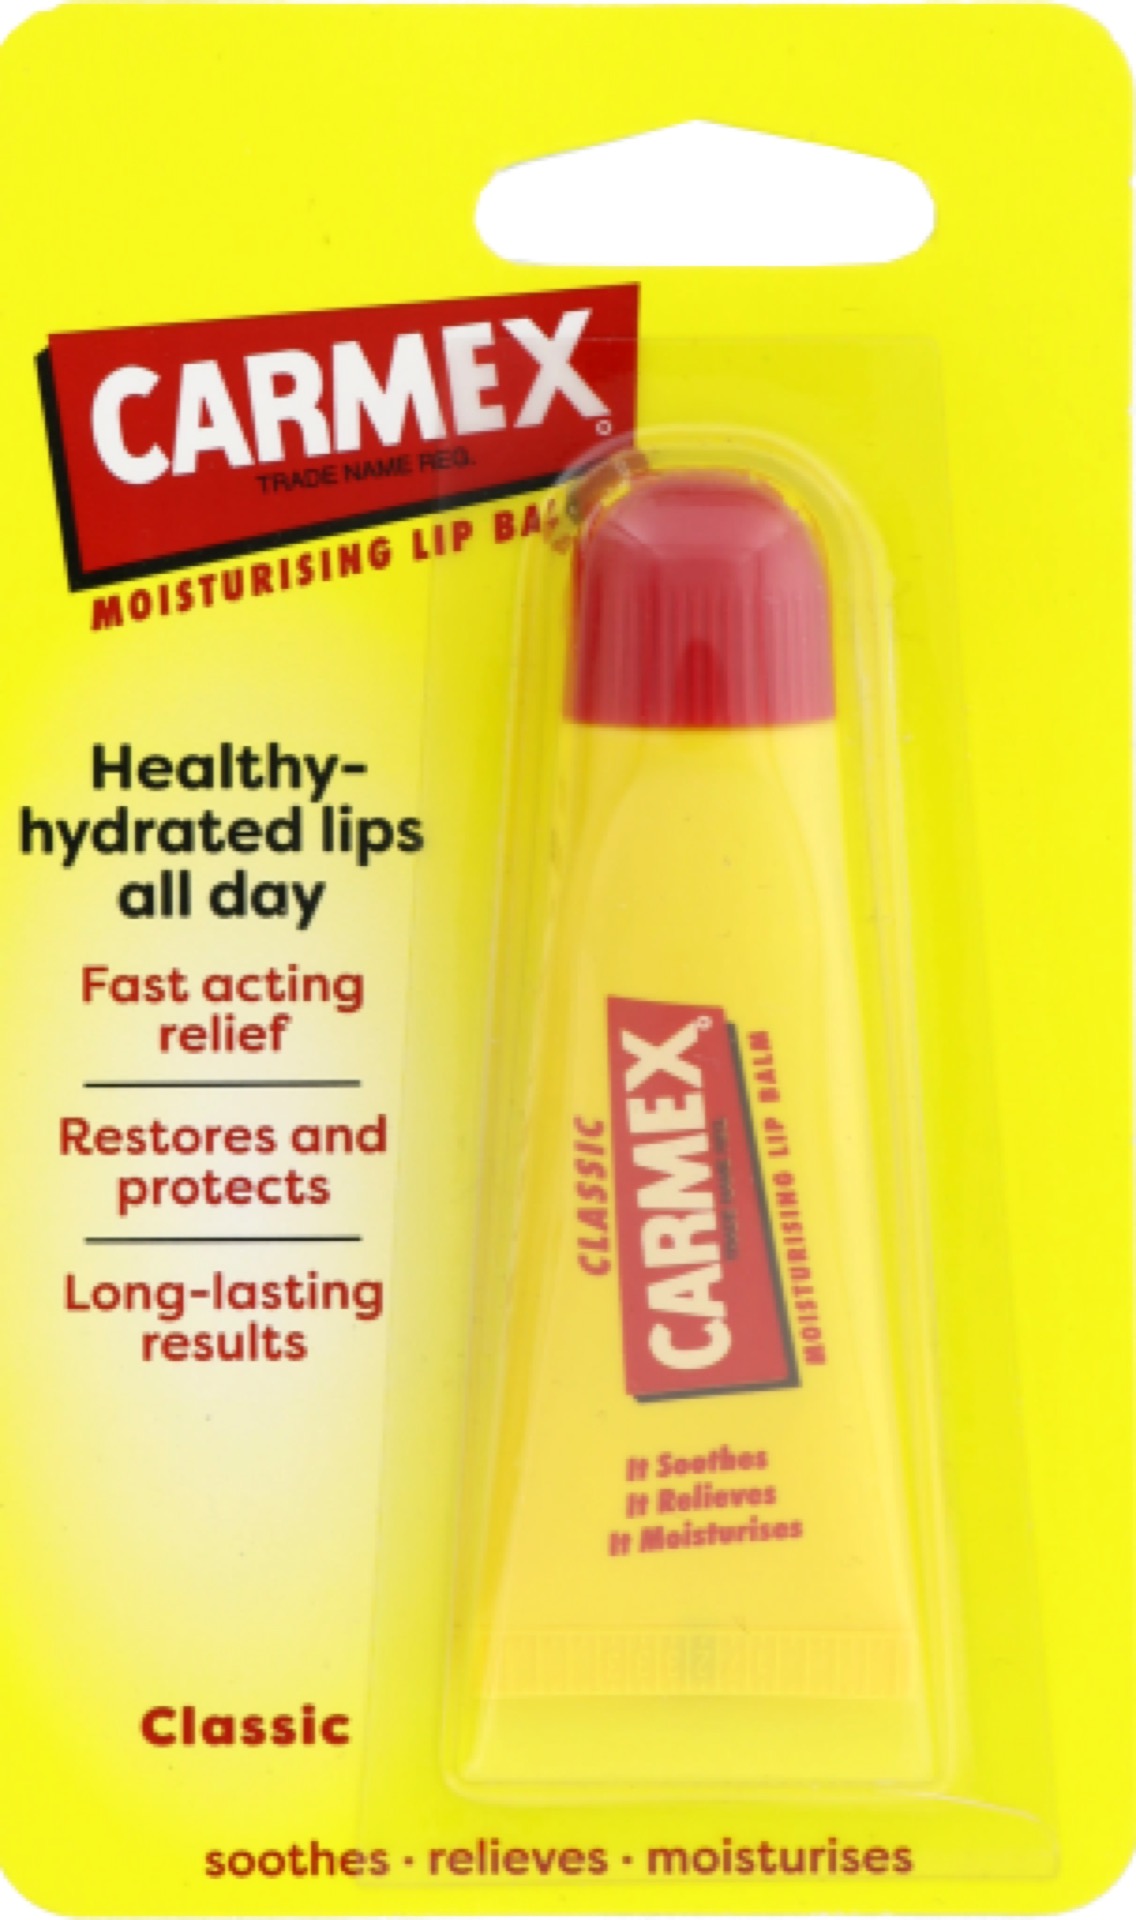 CARMEX
TRADE NAME REG.
MOISTURISING LIP BA
Healthy-
hydrated lips
all day
Fast acting
relief
Restores and
protects
Long-lasting
results
CLASSIC
CARMEX
MOISTURISING LIP BALM
It Soothes
It Relieves
It Moisturises
Classic
soothes · relieves · moisturises